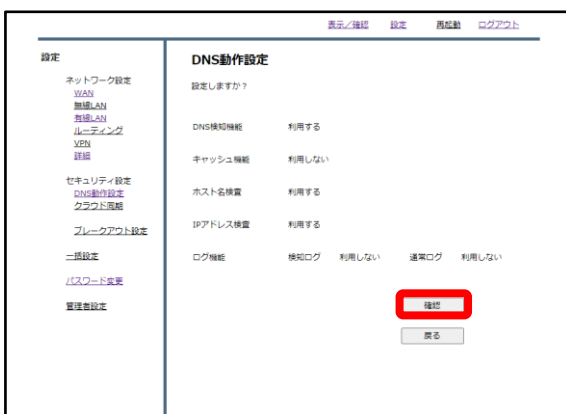 表示／確認 設定 再起動 ログアウト
設定
ネットワーク設定
WAN
無線LAN
有線LAN
ルーティング
VPN
詳細
セキュリティ設定
DNS動作設定
クラウド同期
ブレークアウト設定
一括設定
パスワード変更
管理者設定
DNS動作設定
設定しますか？
DNS検知機能 利用する
キャッシュ機能 利用しない
ホスト名検査 利用する
IPアドレス検査 利用する
ログ機能 検知ログ 利用しない 通常ログ 利用しない
確認
戻る